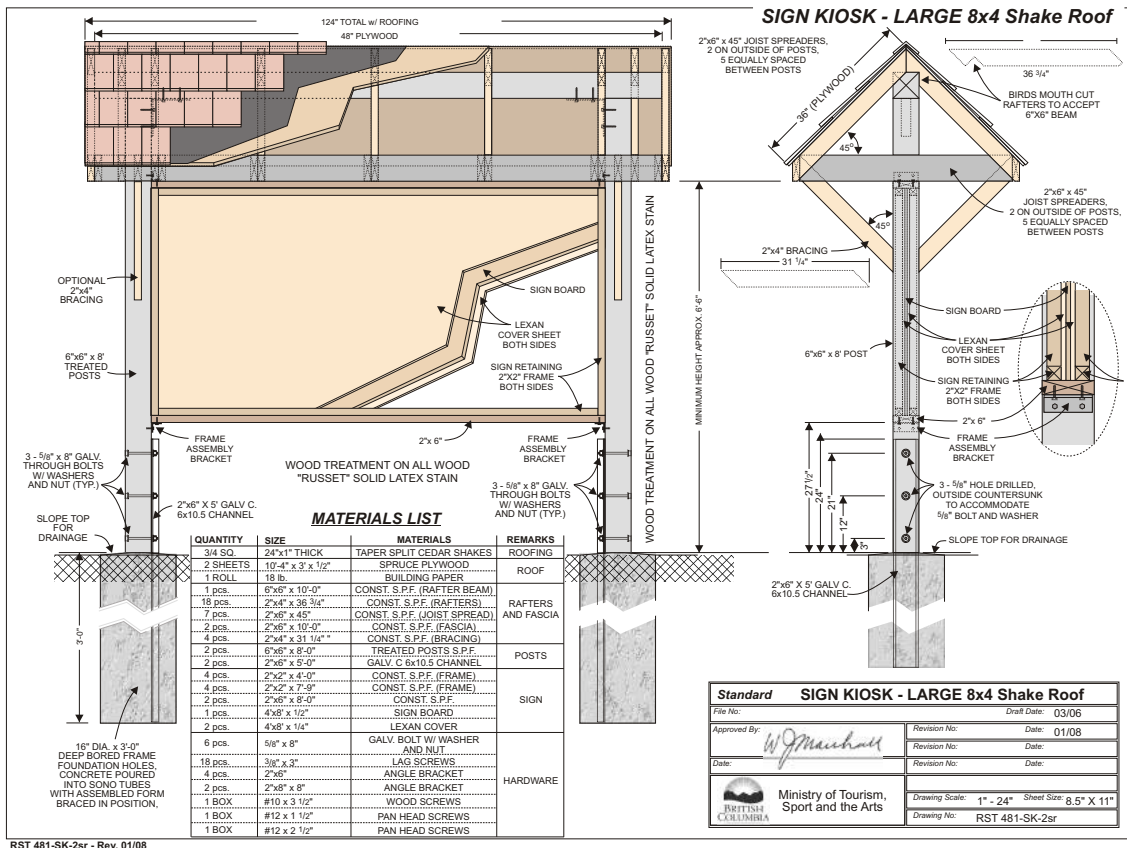 SIGN KIOSK - LARGE 8x4 Shake Roof
124" TOTAL w/ ROOFING
48" PLYWOOD
2"x6" x 45" JOIST SPREADERS,
2 ON OUTSIDE OF POSTS,
5 EQUALLY SPACED
BETWEEN POSTS
36" (PLYWOOD)
36 3/4"
BIRDS MOUTH CUT
RAFTERS TO ACCEPT
6"X6" BEAM
45°
2"x6" x 45"
JOIST SPREADERS,
2 ON OUTSIDE OF POSTS,
5 EQUALLY SPACED
BETWEEN POSTS
45°
2"x4" BRACING
31 1/4"
OPTIONAL
2"x4"
BRACING
6"x6" x 8'
TREATED
POSTS
SIGN BOARD
LEXAN
COVER SHEET
BOTH SIDES
SIGN RETAINING
2"X2" FRAME
BOTH SIDES
2"x 6"
WOOD TREATMENT ON ALL WOOD "RUSSET" SOLID LATEX STAIN
MINIMUM HEIGHT APPROX. 6'-6"
SIGN BOARD
LEXAN
COVER SHEET
BOTH SIDES
6"x6" x 8' POST
SIGN RETAINING
2"X2" FRAME
BOTH SIDES
2"x 6"
FRAME
ASSEMBLY
BRACKET
FRAME
ASSEMBLY
BRACKET
FRAME
ASSEMBLY
BRACKET
3 - 5/8" x 8" GALV.
THROUGH BOLTS
W/ WASHERS
AND NUT (TYP.)
WOOD TREATMENT ON ALL WOOD
"RUSSET" SOLID LATEX STAIN
3 - 5/8" x 8" GALV.
THROUGH BOLTS
W/ WASHERS
AND NUT (TYP.)
2"x6" X 5' GALV C.
6x10.5 CHANNEL
SLOPE TOP
FOR
DRAINAGE
3'-0"
16" DIA. x 3'-0"
DEEP BORED FRAME
FOUNDATION HOLES,
CONCRETE POURED
INTO SONO TUBES
WITH ASSEMBLED FORM
BRACED IN POSITION,
27 1/2"
24"
21"
12"
3"
3 - 5/8" HOLE DRILLED,
OUTSIDE COUNTERSUNK
TO ACCOMMODATE
5/8" BOLT AND WASHER
SLOPE TOP FOR DRAINAGE
2"x6" X 5' GALV C.
6x10.5 CHANNEL
MATERIALS LIST
QUANTITY SIZE MATERIALS REMARKS
3/4 SQ. 24"x1" THICK TAPER SPLIT CEDAR SHAKES ROOFING
2 SHEETS 10'-4" x 3' x 1/2" SPRUCE PLYWOOD
ROOF
1 ROLL 18 lb. BUILDING PAPER
1 pcs. 6"x6" x 10'-0" CONST. S.P.F. (RAFTER BEAM)
18 pcs. 2"x4" x 36 3/4" CONST. S.P.F. (RAFTERS)
RAFTERS
AND FASCIA
7 pcs. 2"x6" x 45" CONST. S.P.F. (JOIST SPREAD)
2 pcs. 2"x6" x 10'-0" CONST. S.P.F. (FASCIA)
4 pcs. 2"x4" x 31 1/4" " CONST. S.P.F. (BRACING)
2 pcs. 6"x6" x 8'-0" TREATED POSTS S.P.F.
POSTS
2 pcs. 2"x6" x 5'-0" GALV. C 6x10.5 CHANNEL
4 pcs. 2"x2" x 4'-0" CONST. S.P.F. (FRAME)
4 pcs. 2"x2" x 7'-9" CONST. S.P.F. (FRAME)
2 pcs. 2"x6" x 8'-0" CONST. S.P.F.
SIGN
1 pcs. 4'x8' x 1/2" SIGN BOARD
2 pcs. 4'x8' x 1/4" LEXAN COVER
6 pcs. 5/8" x 8" GALV. BOLT W/ WASHER
AND NUT
18 pcs. 3/8" x 3" LAG SCREWS
4 pcs. 2"x6" ANGLE BRACKET
HARDWARE
2 pcs. 2"x8" x 8" ANGLE BRACKET
1 BOX #10 x 3 1/2" WOOD SCREWS
1 BOX #12 x 1 1/2" PAN HEAD SCREWS
1 BOX #12 x 2 1/2" PAN HEAD SCREWS
Standard SIGN KIOSK - LARGE 8x4 Shake Roof
File No: Draft Date: 03/06
Approved By: W J Marshall
Revision No: Date: 01/08
Revision No: Date:
Date: Revision No: Date:
BRITISH
COLUMBIA
Ministry of Tourism,
Sport and the Arts
Drawing Scale: 1" - 24" Sheet Size: 8.5" X 11"
Drawing No: RST 481-SK-2sr
RST 481-SK-2sr - Rev. 01/08